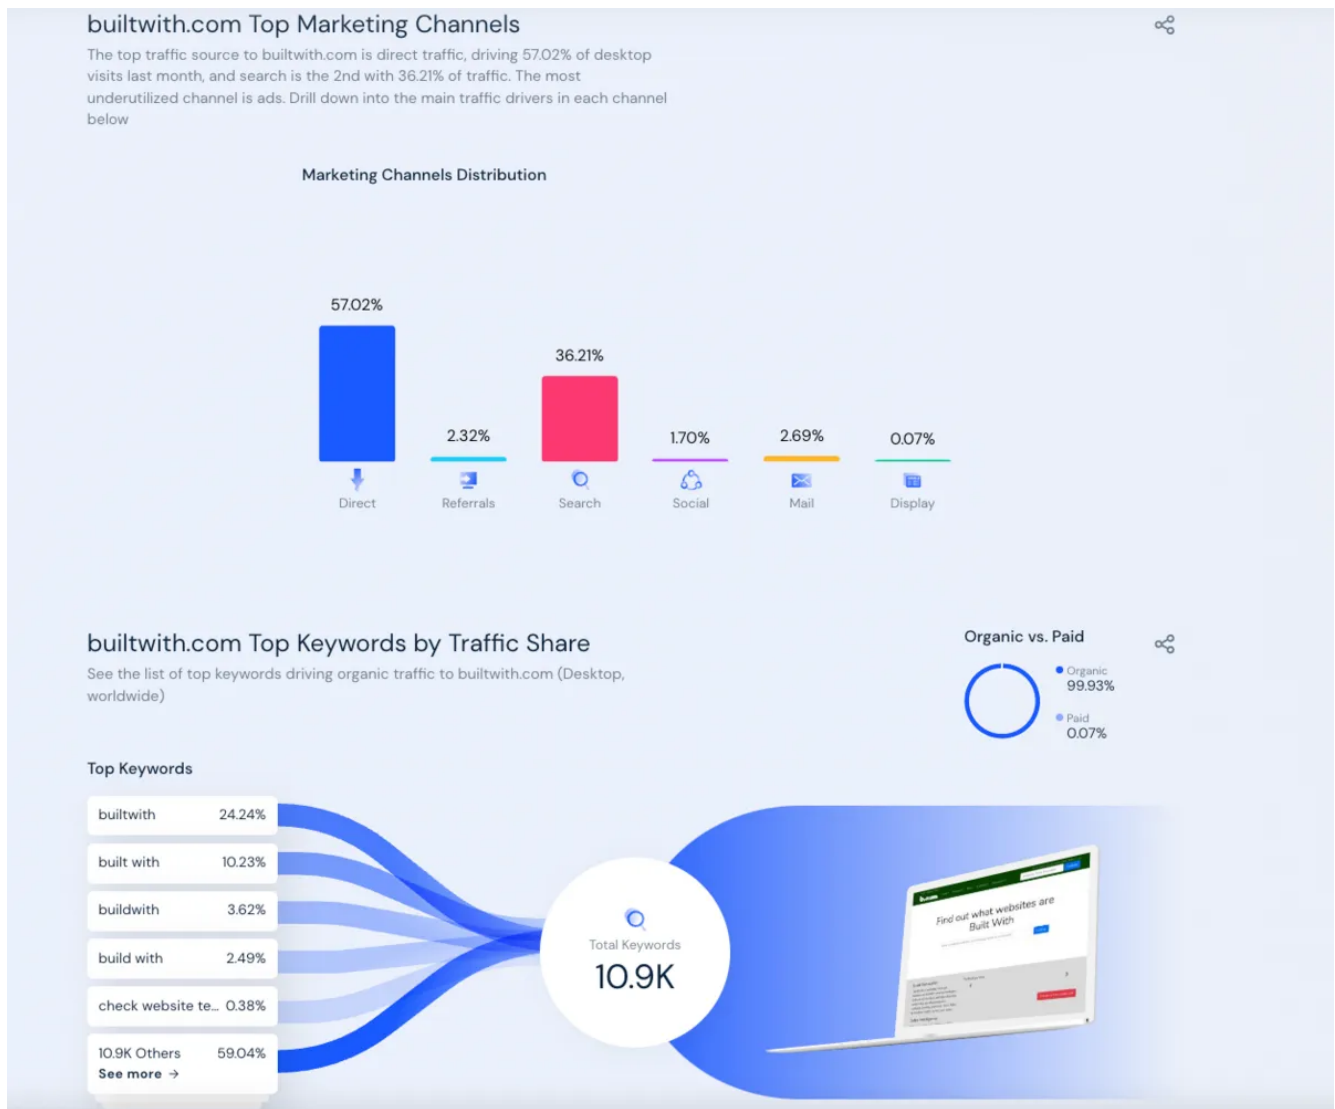 builtwith.com Top Marketing Channels
The top traffic source to builtwith.com is direct traffic, driving 57.02% of desktop
visits last month, and search is the 2nd with 36.21% of traffic. The most
underutilized channel is ads. Drill down into the main traffic drivers in each channel
below
Marketing Channels Distribution
57.02%
2.32%
36.21%
1.70%
2.69%
0.07%
Direct
Referrals
Search
Social
Mail
Display
builtwith.com Top Keywords by Traffic Share
See the list of top keywords driving organic traffic to builtwith.com (Desktop,
worldwide)
Organic vs. Paid
Organic
99.93%
Paid
0.07%
Top Keywords
builtwith 24.24%
built with 10.23%
buildwith 3.62%
build with 2.49%
check website te... 0.38%
10.9K Others 59.04%
See more →
Total Keywords
10.9K
Find out what websites are
Built With